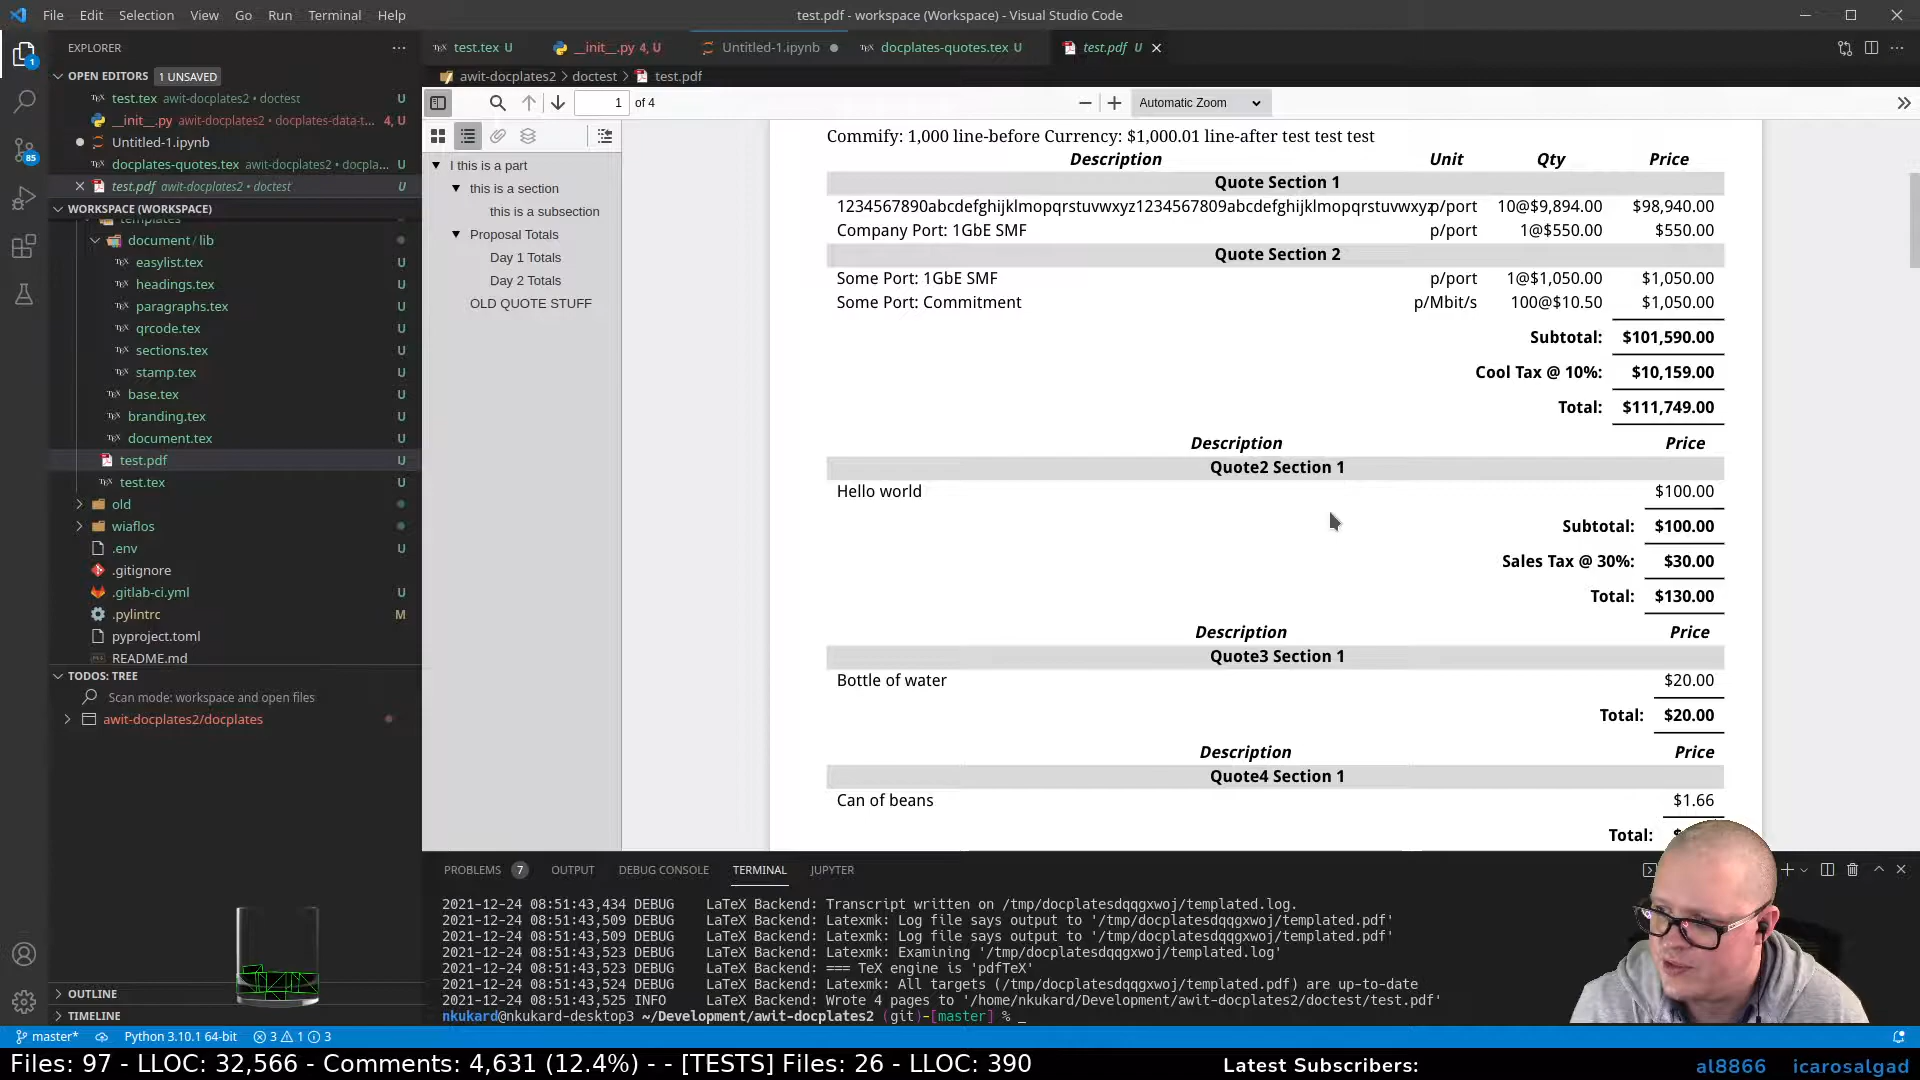 File Edit Selection View Go Run Terminal Help
test.pdf - workspace (Workspace) - Visual Studio Code
EXPLORER
OPEN EDITORS 1 UNSAVED
test.tex awit-docplates2 • doctest U
__init__.py awit-docplates2 • docplates-data-t... 4, U
Untitled-1.ipynb
docplates-quotes.tex awit-docplates2 • docpla... U
test.pdf awit-docplates2 • doctest U
WORKSPACE (WORKSPACE)
templates
document / lib
easylist.tex U
headings.tex U
paragraphs.tex U
qrcode.tex U
sections.tex U
stamp.tex U
base.tex U
branding.tex U
document.tex U
test.pdf U
test.tex U
old
wiaflos
.env U
.gitignore
.gitlab-ci.yml U
.pylintrc M
pyproject.toml
README.md
TODOS: TREE
Scan mode: workspace and open files
awit-docplates2/docplates
OUTLINE
TIMELINE
1
85
test.tex U
__init__.py 4, U
Untitled-1.ipynb
docplates-quotes.tex U
test.pdf U
awit-docplates2 > doctest > test.pdf
1 of 4
Automatic Zoom
I this is a part
this is a section
this is a subsection
Proposal Totals
Day 1 Totals
Day 2 Totals
OLD QUOTE STUFF
Commify: 1,000 line-before Currency: $1,000.01 line-after test test test
Description Unit Qty Price
Quote Section 1
1234567890abcdefghijklmopqrstuvwxyz1234567809abcdefghijklmopqrstuvwxyz p/port 10@$9,894.00 $98,940.00
Company Port: 1GbE SMF p/port 1@$550.00 $550.00
Quote Section 2
Some Port: 1GbE SMF p/port 1@$1,050.00 $1,050.00
Some Port: Commitment p/Mbit/s 100@$10.50 $1,050.00
Subtotal: $101,590.00
Cool Tax @ 10%: $10,159.00
Total: $111,749.00
Description Price
Quote2 Section 1
Hello world $100.00
Subtotal: $100.00
Sales Tax @ 30%: $30.00
Total: $130.00
Description Price
Quote3 Section 1
Bottle of water $20.00
Total: $20.00
Description Price
Quote4 Section 1
Can of beans $1.66
Total:
PROBLEMS 7 OUTPUT DEBUG CONSOLE TERMINAL JUPYTER
2021-12-24 08:51:43,434 DEBUG LaTeX Backend: Transcript written on /tmp/docplatesdqqgxwoj/templated.log.
2021-12-24 08:51:43,509 DEBUG LaTeX Backend: Latexmk: Log file says output to '/tmp/docplatesdqqgxwoj/templated.pdf'
2021-12-24 08:51:43,509 DEBUG LaTeX Backend: Latexmk: Log file says output to '/tmp/docplatesdqqgxwoj/templated.pdf'
2021-12-24 08:51:43,523 DEBUG LaTeX Backend: Latexmk: Examining '/tmp/docplatesdqqgxwoj/templated.log'
2021-12-24 08:51:43,523 DEBUG LaTeX Backend: === TeX engine is 'pdfTeX'
2021-12-24 08:51:43,524 DEBUG LaTeX Backend: Latexmk: All targets (/tmp/docplatesdqqgxwoj/templated.pdf) are up-to-date
2021-12-24 08:51:43,525 INFO LaTeX Backend: Wrote 4 pages to '/home/nkukard/Development/awit-docplates2/doctest/test.pdf'
nkukard@nkukard-desktop3 ~/Development/awit-docplates2 (git)-[master] % _
master* Python 3.10.1 64-bit 3 1 3
Files: 97 - LLOC: 32,566 - Comments: 4,631 (12.4%) - - [TESTS] Files: 26 - LLOC: 390
Latest Subscribers: al8866 icarosalgad